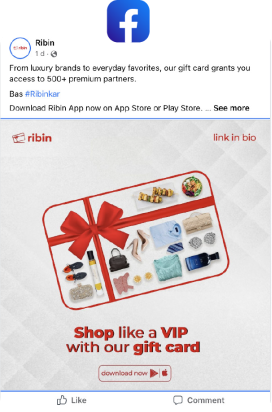 Ribin
ribin
1 d ·
From luxury brands to everyday favorites, our gift card grants you
access to 500+ premium partners.
Bas #Ribinkar
Download Ribin App now on App Store or Play Store. ... See more
ribin
link in bio
Shop like a VIP
with our gift card
download now
Like
Comment